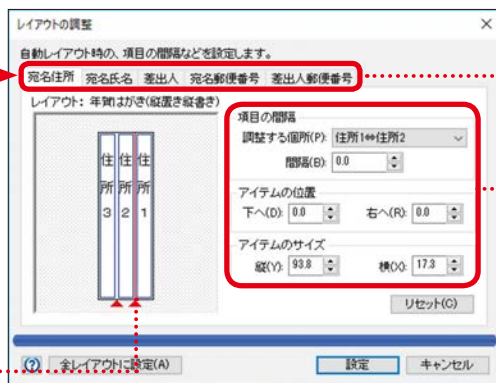 レイアウトの調整
自動レイアウト時の、項目の間隔などを設定します。
宛名住所 宛名氏名 差出人 宛名郵便番号 差出人郵便番号
レイアウト: 年賀はがき(縦置き縦書き)
住所3 住所2 住所1
項目の間隔
調整する個所(P): 住所1⇔住所2
間隔(B): 0.0
アイテムの位置
下へ(D): 0.0 右へ(R): 0.0
アイテムのサイズ
縦(Y): 93.8 横(X): 17.3
リセット(C)
全レイアウトに設定(A) 設定 キャンセル